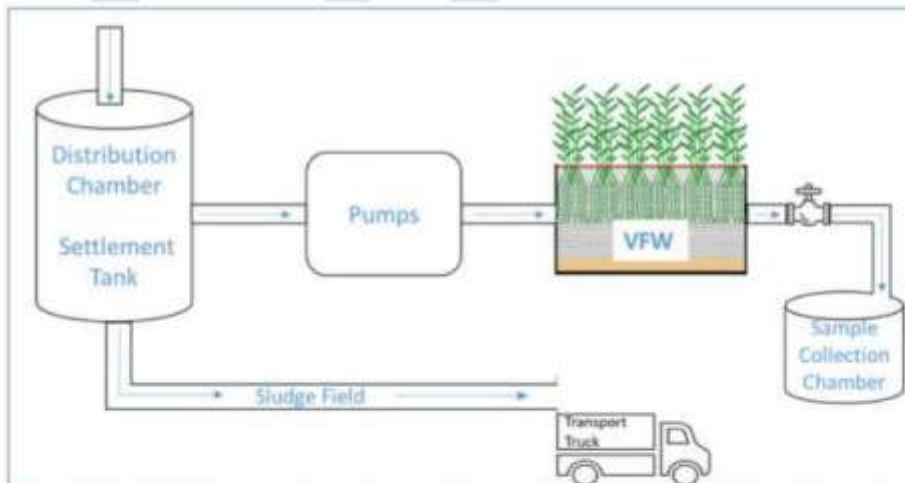 Distribution
Chamber
Settlement
Tank
Pumps
VFW
Sample
Collection
Chamber
Sludge Field
Transport
Truck